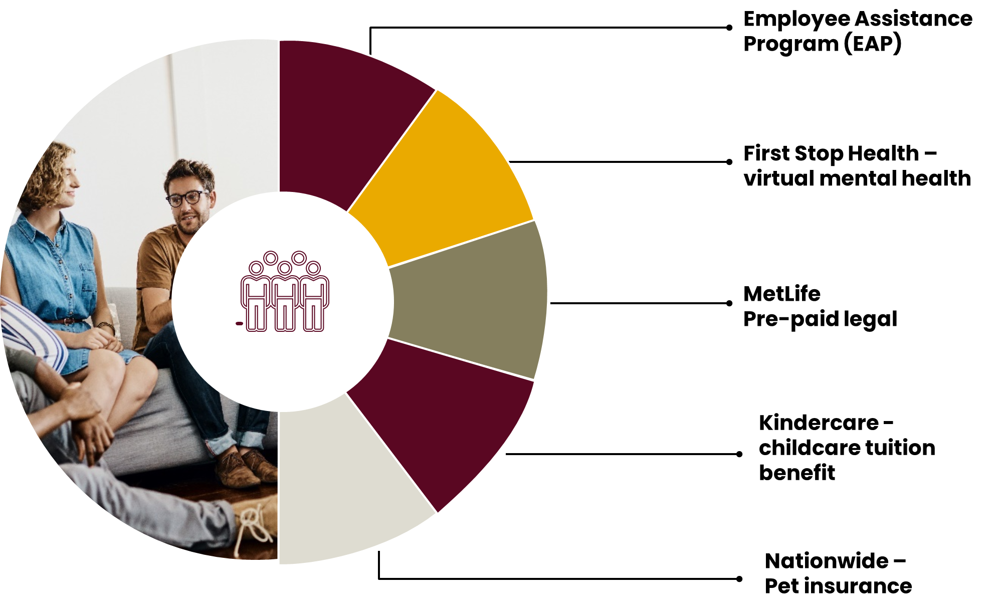 Employee Assistance
Program (EAP)
First Stop Health –
virtual mental health
MetLife
Pre-paid legal
Kindercare -
childcare tuition
benefit
Nationwide –
Pet insurance